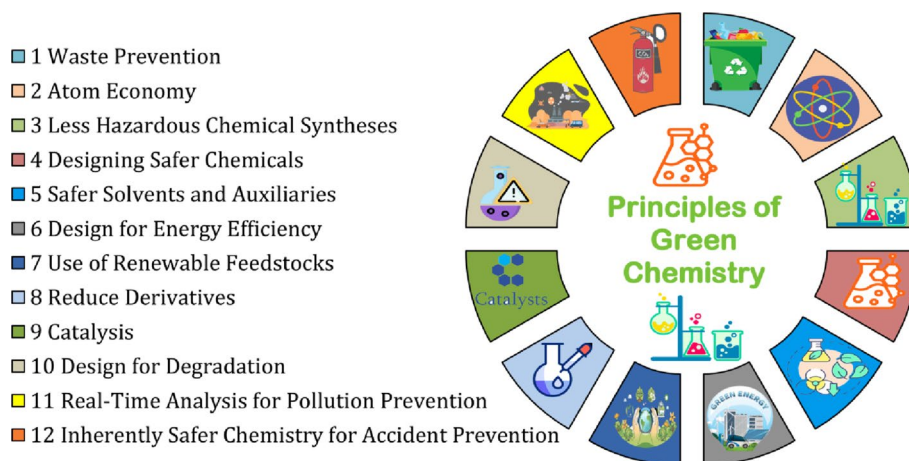 1 Waste Prevention
2 Atom Economy
3 Less Hazardous Chemical Syntheses
4 Designing Safer Chemicals
5 Safer Solvents and Auxiliaries
6 Design for Energy Efficiency
7 Use of Renewable Feedstocks
8 Reduce Derivatives
9 Catalysis
10 Design for Degradation
11 Real-Time Analysis for Pollution Prevention
12 Inherently Safer Chemistry for Accident Prevention
Principles of
Green
Chemistry
Catalysts
GREEN ENERGY